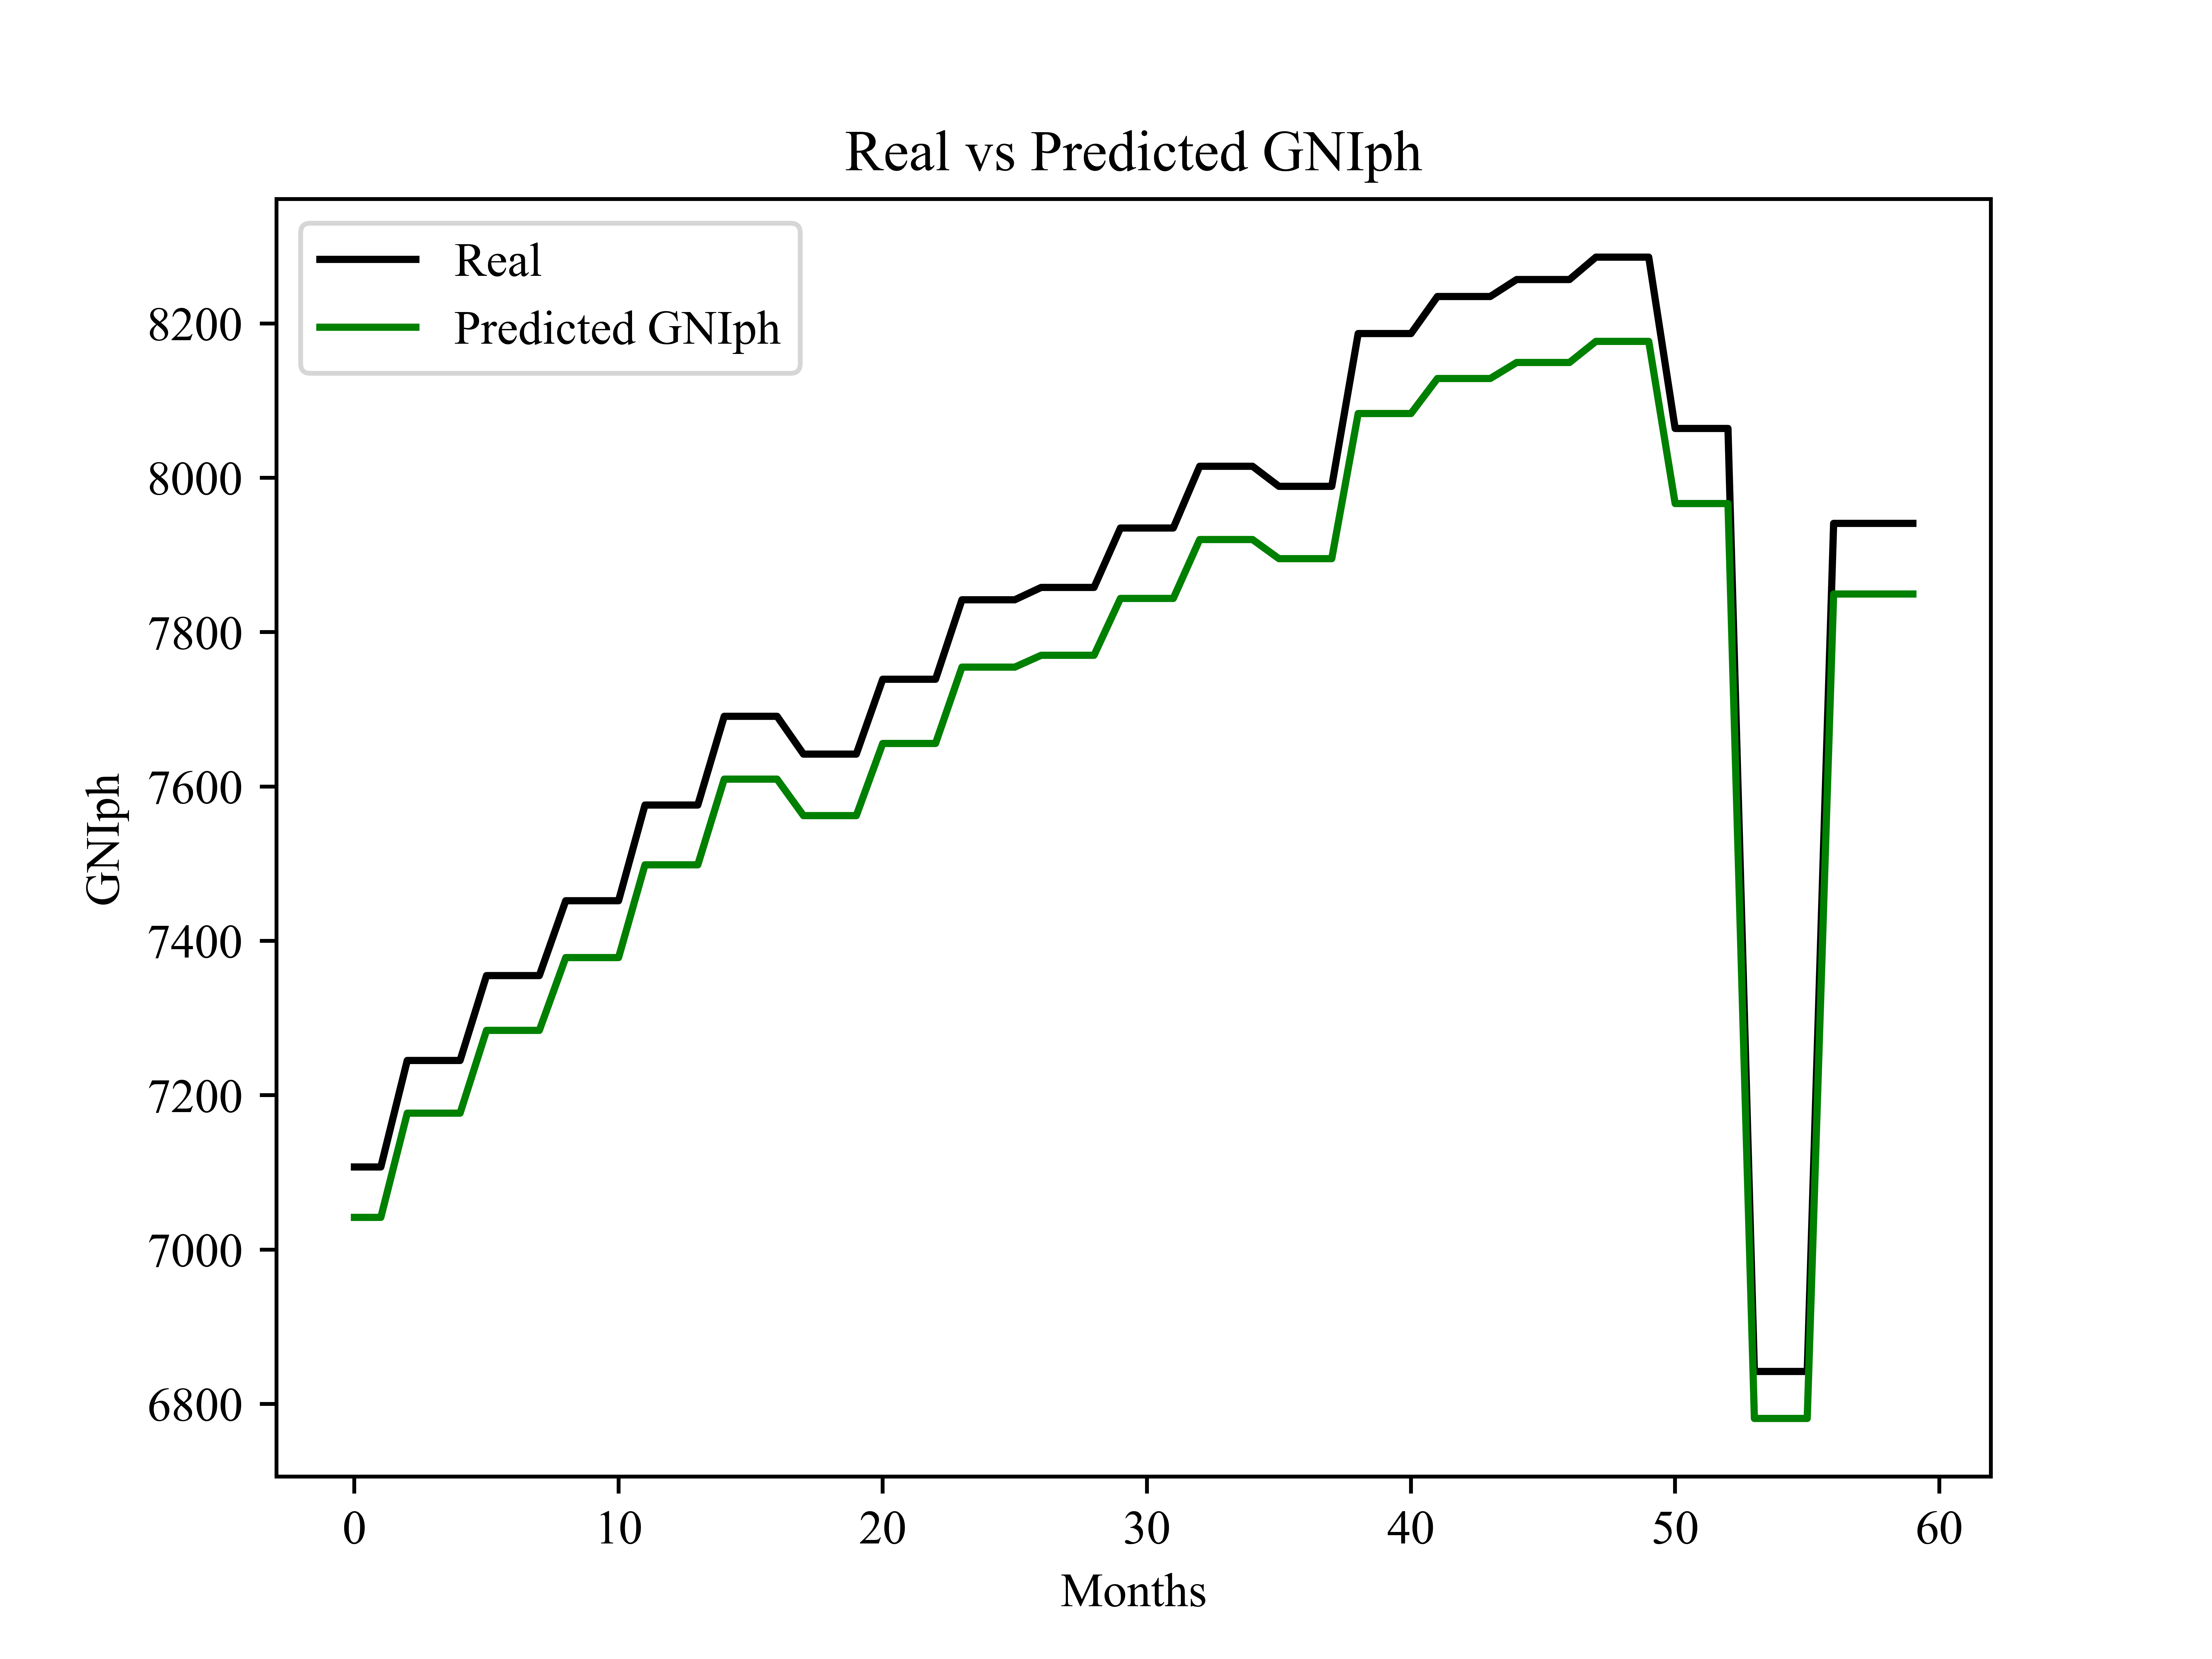 Real vs Predicted GNIph
Real
Predicted GNIph
8200
8000
7800
7600
7400
7200
7000
6800
GNIph
0 10 20 30 40 50 60
Months